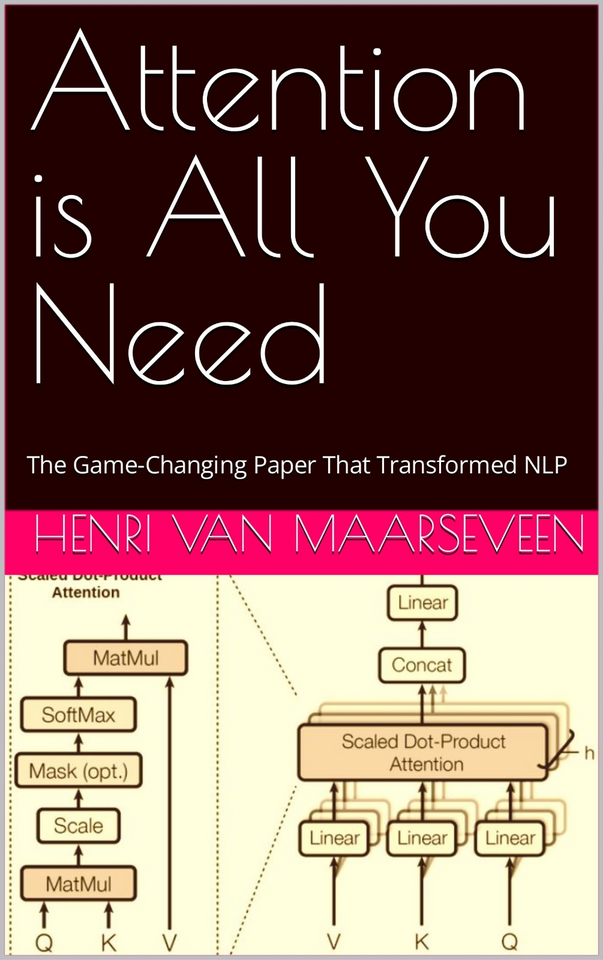 Attention
is All You
Need
The Game-Changing Paper That Transformed NLP
HENRI VAN MAARSEVEEN
Scaled Dot-Product
Attention
MatMul
SoftMax
Mask (opt.)
Scale
MatMul
Q K V
Linear
Concat
Scaled Dot-Product
Attention
h
Linear Linear Linear
V K Q